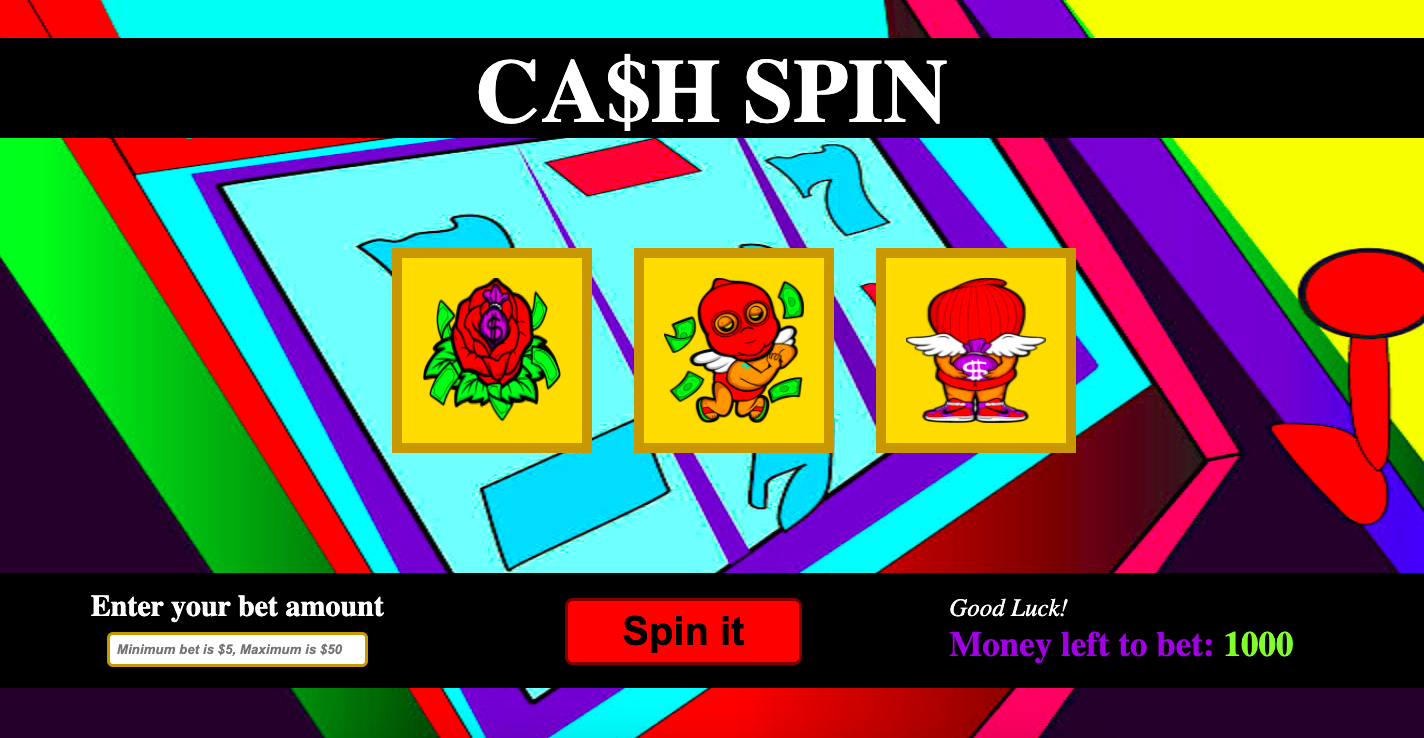 CA$H SPIN
7
$
$
Enter your bet amount
Minimum bet is $5, Maximum is $50
Spin it
Good Luck!
Money left to bet: 1000